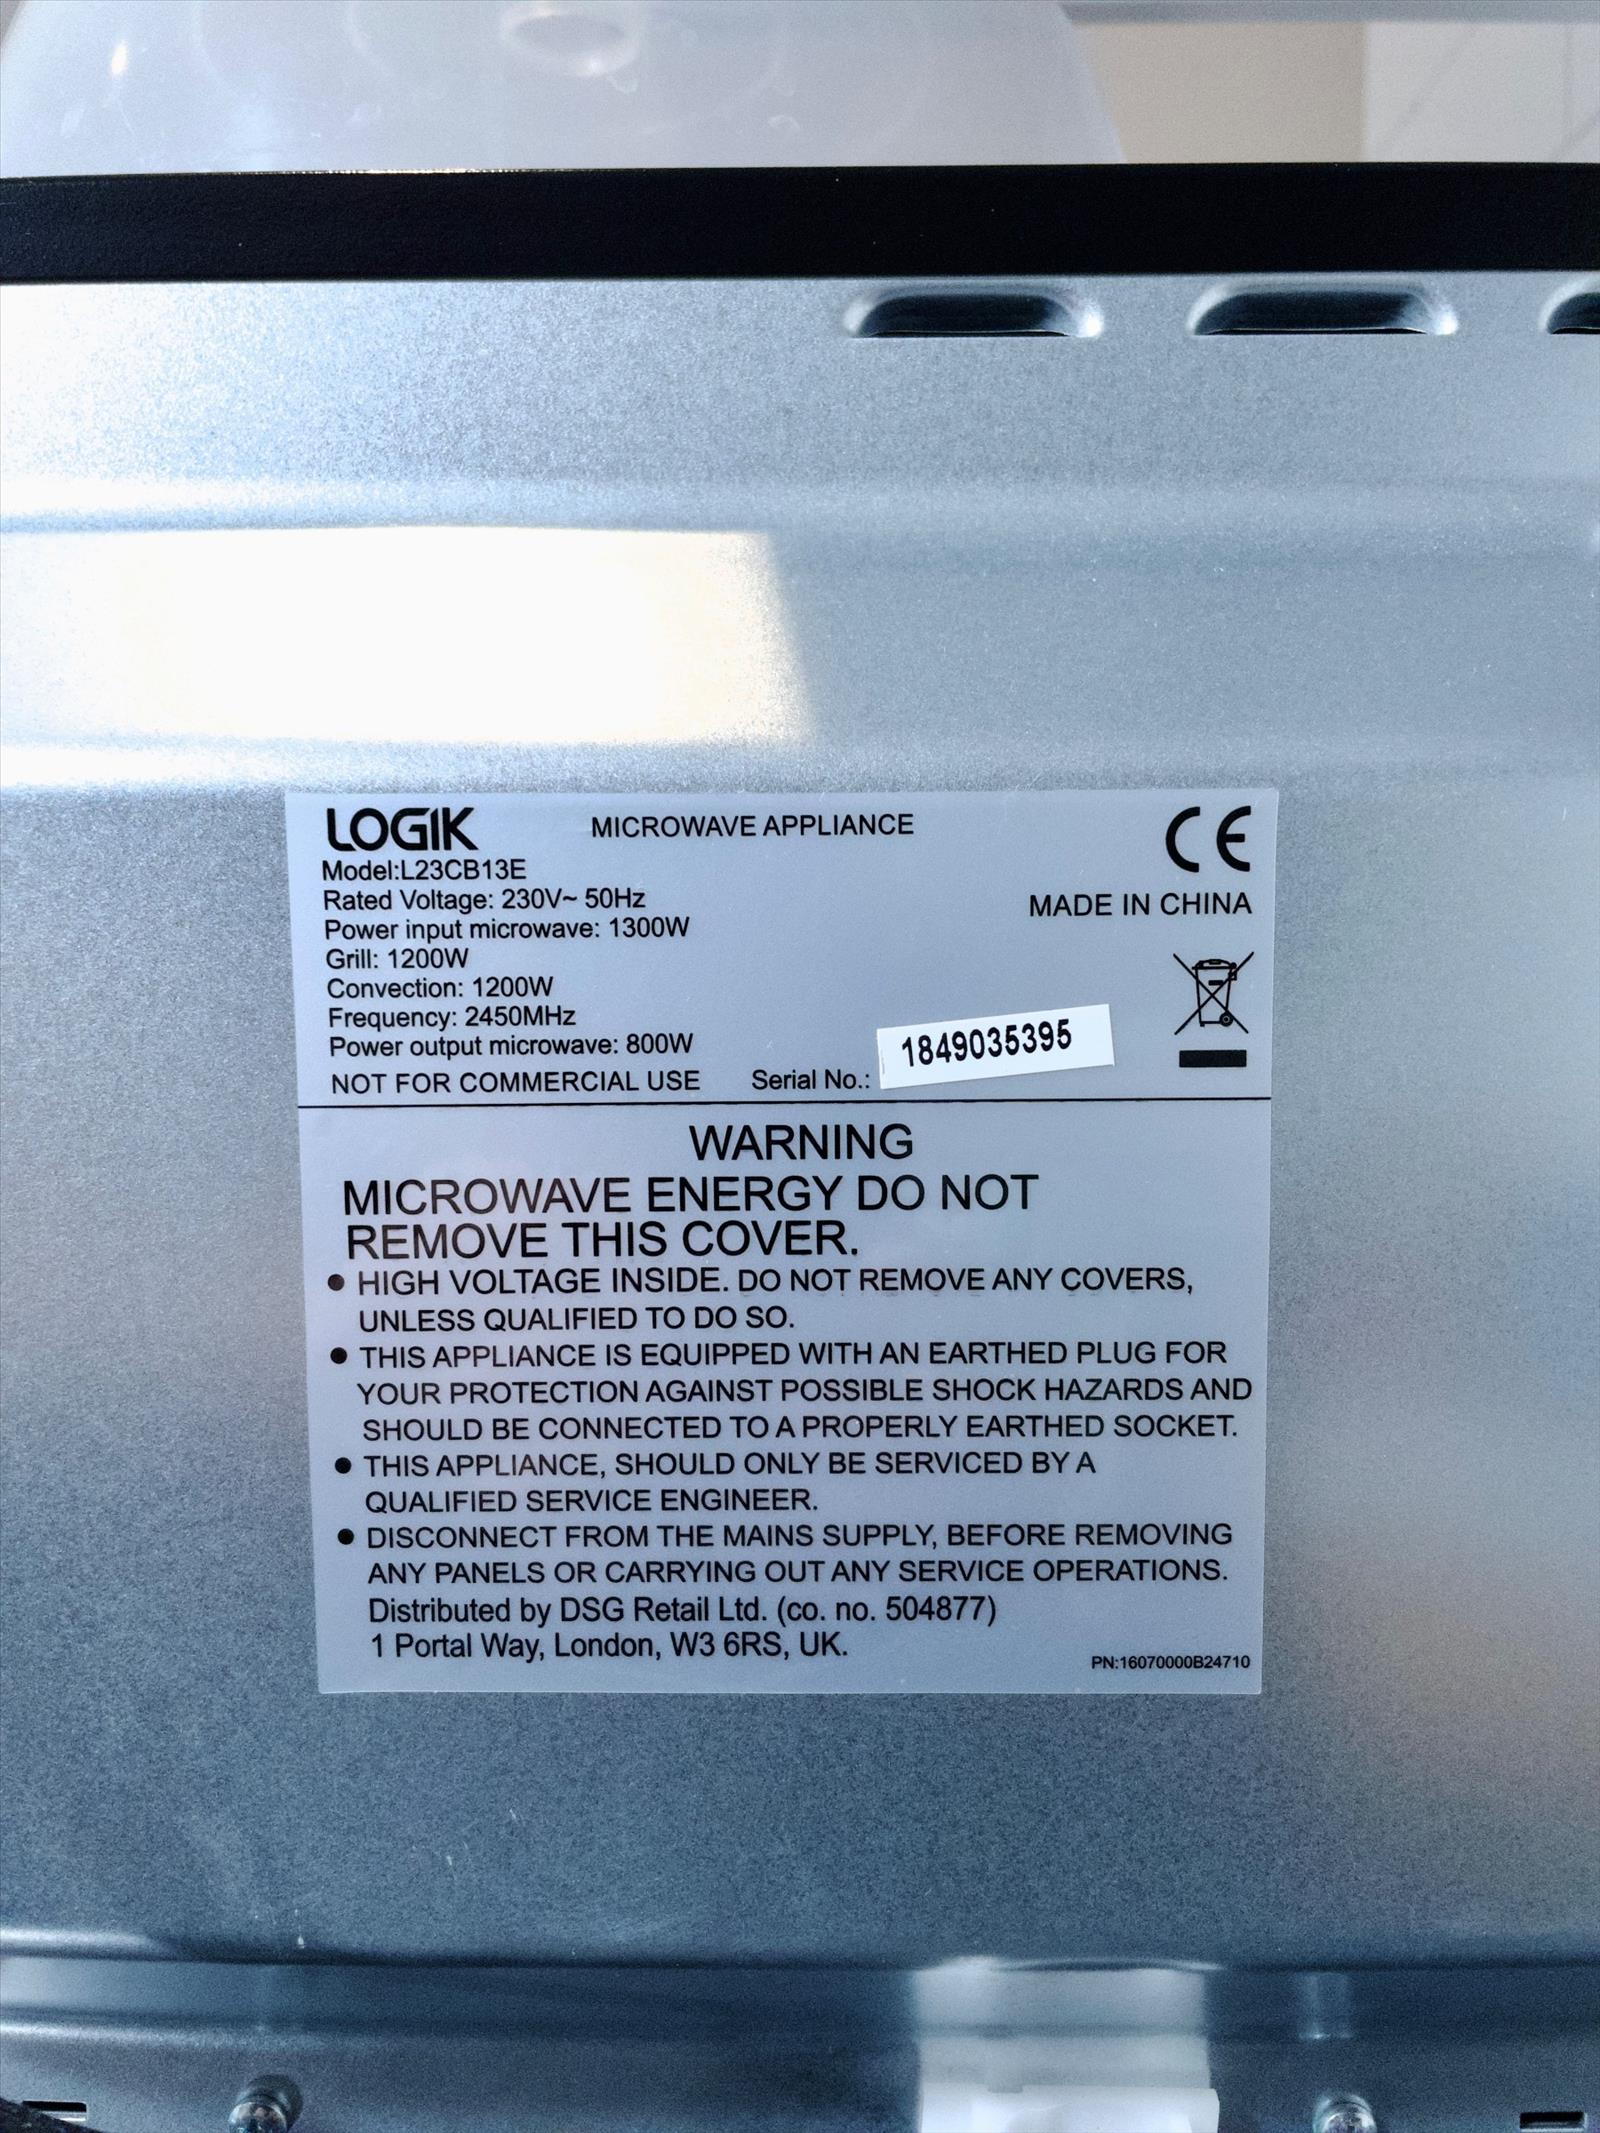 LOGIK MICROWAVE APPLIANCE CE
Model:L23CB13E
Rated Voltage: 230V~ 50Hz
MADE IN CHINA
Power input microwave: 1300W
Grill: 1200W
Convection: 1200W
Frequency: 2450MHz
Power output microwave: 800W
NOT FOR COMMERCIAL USE Serial No.: 1849035395
WARNING
MICROWAVE ENERGY DO NOT
REMOVE THIS COVER.
● HIGH VOLTAGE INSIDE. DO NOT REMOVE ANY COVERS,
UNLESS QUALIFIED TO DO SO.
● THIS APPLIANCE IS EQUIPPED WITH AN EARTHED PLUG FOR
YOUR PROTECTION AGAINST POSSIBLE SHOCK HAZARDS AND
SHOULD BE CONNECTED TO A PROPERLY EARTHED SOCKET.
● THIS APPLIANCE, SHOULD ONLY BE SERVICED BY A
QUALIFIED SERVICE ENGINEER.
● DISCONNECT FROM THE MAINS SUPPLY, BEFORE REMOVING
ANY PANELS OR CARRYING OUT ANY SERVICE OPERATIONS.
Distributed by DSG Retail Ltd. (co. no. 504877)
1 Portal Way, London, W3 6RS, UK.
PN:16070000B24710